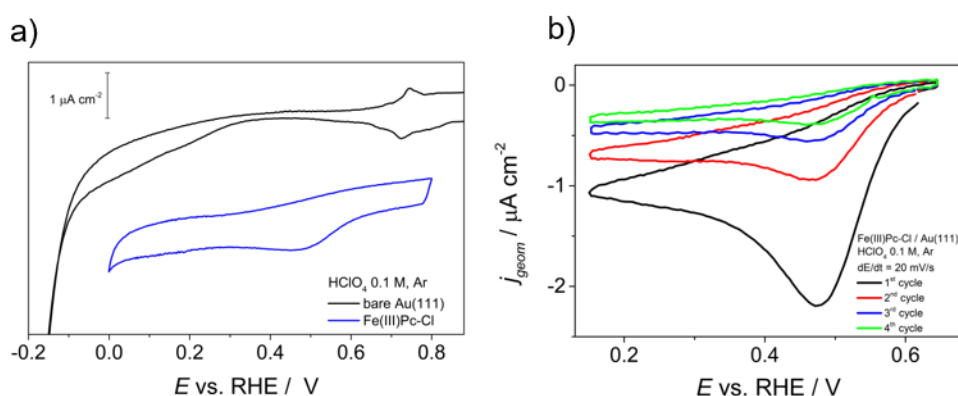 a)
1 μA cm⁻²
HClO₄ 0.1 M, Ar
bare Au(111)
Fe(III)Pc-Cl
-0.2 0.0 0.2 0.4 0.6 0.8
E vs. RHE / V
b)
0
-1
-2
j_geom / μA cm⁻²
Fe(III)Pc-Cl / Au(111)
HClO₄ 0.1 M, Ar
dE/dt = 20 mV/s
1ˢᵗ cycle
2ⁿᵈ cycle
3ʳᵈ cycle
4ᵗʰ cycle
0.2 0.4 0.6
E vs. RHE / V